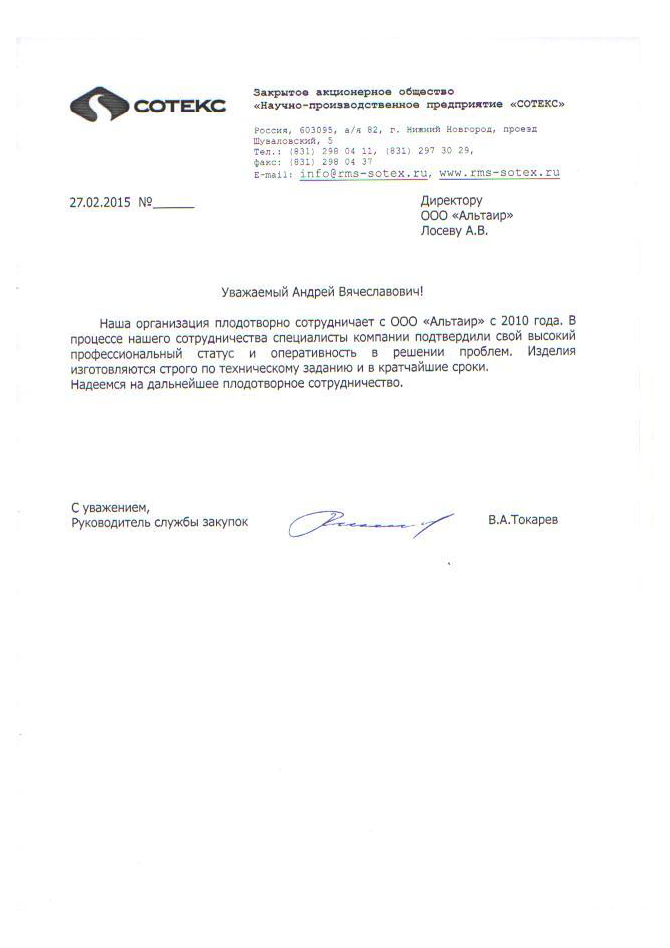 СОТЕКС
Закрытое акционерное общество
«Научно-производственное предприятие «СОТЕКС»
Россия, 603095, а/я 82, г. Нижний Новгород, проезд
Шуваловский, 5
Тел.: (831) 298 04 11, (831) 297 30 29,
факс: (831) 298 04 37
E-mail: info@rms-sotex.ru, www.rms-sotex.ru
27.02.2015 №______
Директору
ООО «Альтаир»
Лосеву А.В.
Уважаемый Андрей Вячеславович!
Наша организация плодотворно сотрудничает с ООО «Альтаир» с 2010 года. В
процессе нашего сотрудничества специалисты компании подтвердили свой высокий
профессиональный статус и оперативность в решении проблем. Изделия
изготовляются строго по техническому заданию и в кратчайшие сроки.
Надеемся на дальнейшее плодотворное сотрудничество.
С уважением,
Руководитель службы закупок
В.А.Токарев